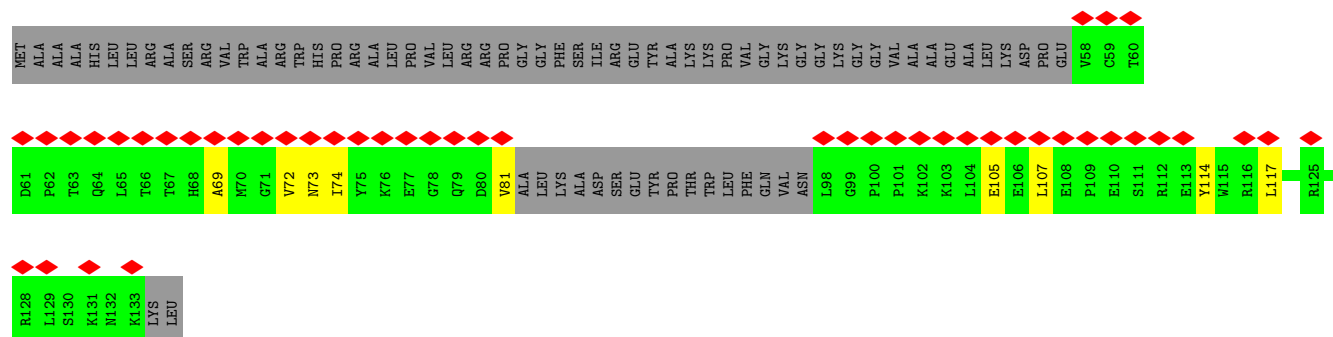 MET ALA ALA ALA HIS LEU LEU ARG ALA SER ARG VAL TRP ALA ARG TRP HIS PRO ARG ALA LEU PRO VAL LEU ARG ARG PRO GLY GLY PHE SER ILE ARG GLU TYR ALA LYS LYS PRO VAL GLY LYS GLY GLY LYS GLY GLY VAL ALA ALA GLU ALA LEU LYS ASP PRO GLU V58 C59 T60
D61 P62 T63 Q64 L65 T66 T67 H68 A69 M70 G71 V72 N73 I74 Y75 K76 E77 G78 Q79 D80 V81 ALA LEU LYS ALA ASP SER GLU TYR PRO THR TRP LEU PHE GLN VAL ASN L98 G99 P100 P101 K102 K103 L104 E105 E106 L107 E108 P109 E110 S111 R112 E113 Y114 W115 R116 L117 R125
R128 L129 S130 K131 N132 K133 LYS LEU